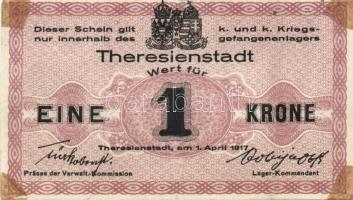 Dieser Schein gilt k. und k. Kriegs-
nur innerhalb des gefangenenlagers
Theresienstadt
Wert für
EINE 1 KRONE
Theresienstadt, am 1. April 1917
Präses der Verwalt.-Kommission Lager-Kommandant